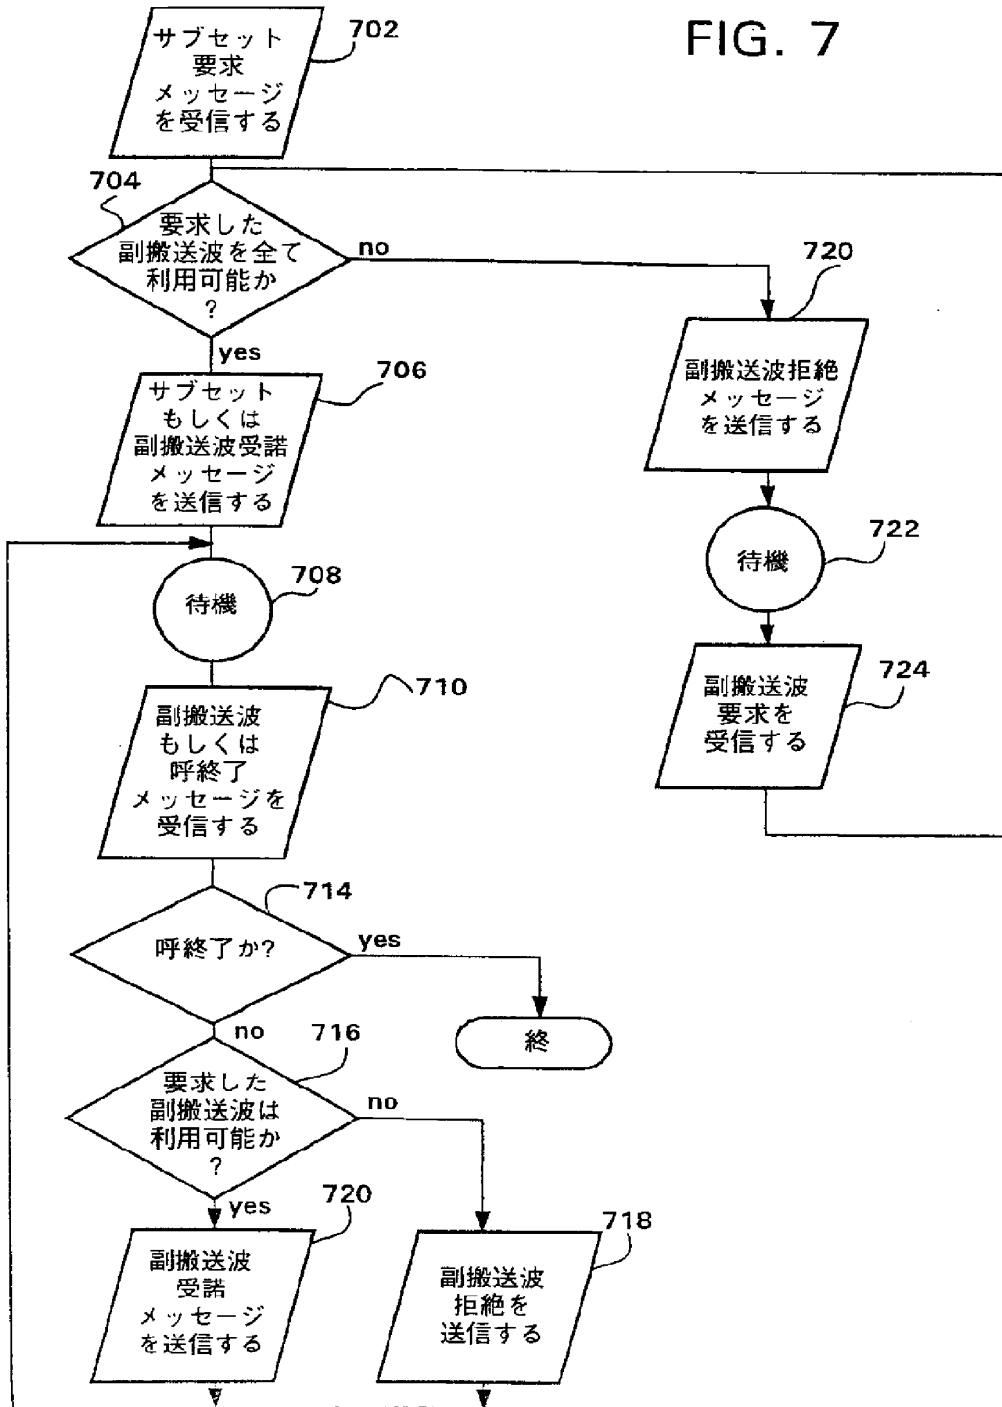 FIG. 7
702
サブセット
要求
メッセージ
を受信する
704
要求した
副搬送波を全て
利用可能か
?
no
yes
720
副搬送波拒絶
メッセージ
を送信する
706
サブセット
もしくは
副搬送波受諾
メッセージ
を送信する
722
待機
708
待機
724
副搬送波
要求を
受信する
710
副搬送波
もしくは
呼終了
メッセージを
受信する
714
呼終了か?
yes
終
no
716
要求した
副搬送波は
利用可能か
?
no
yes
720
副搬送波
受諾
メッセージ
を送信する
718
副搬送波
拒絶を
送信する